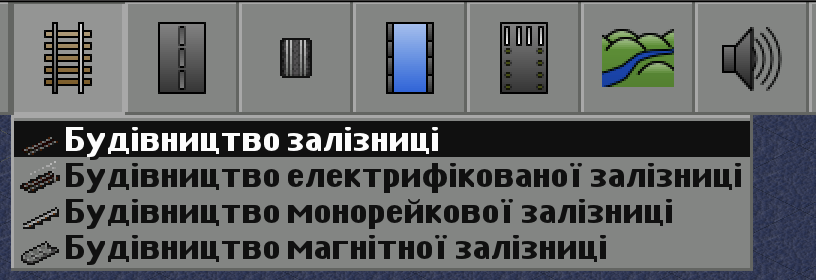 Будівництво залізниці
Будівництво електрифікованої залізниці
Будівництво монорейкової залізниці
Будівництво магнітної залізниці